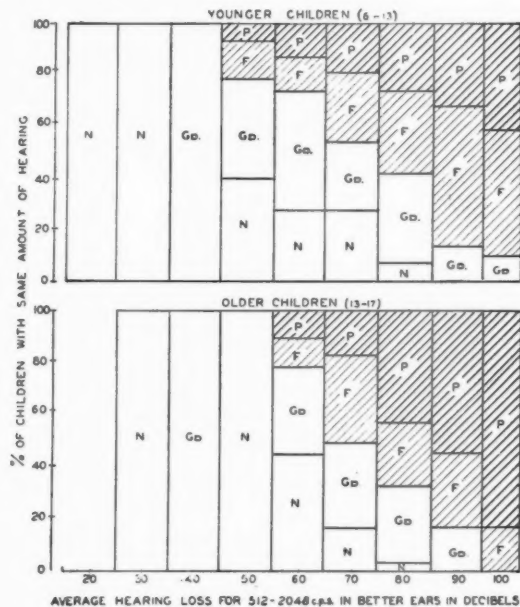 YOUNGER CHILDREN (6-13)
100
80
60
40
20
0
N
N
GD.
P
F
GD.
N
P
F
GD.
N
P
F
GD.
N
P
F
GD.
N
P
F
GD.
P
F
GD
OLDER CHILDREN (13-17)
100
80
60
40
20
0
N
GD
N
P
F
GD
N
P
F
GD
N
P
F
GD
N
P
F
GD
P
F
% OF CHILDREN WITH SAME AMOUNT OF HEARING
20 30 40 50 60 70 80 90 100
AVERAGE HEARING LOSS FOR 512-2048 c.p.s. IN BETTER EARS IN DECIBELS